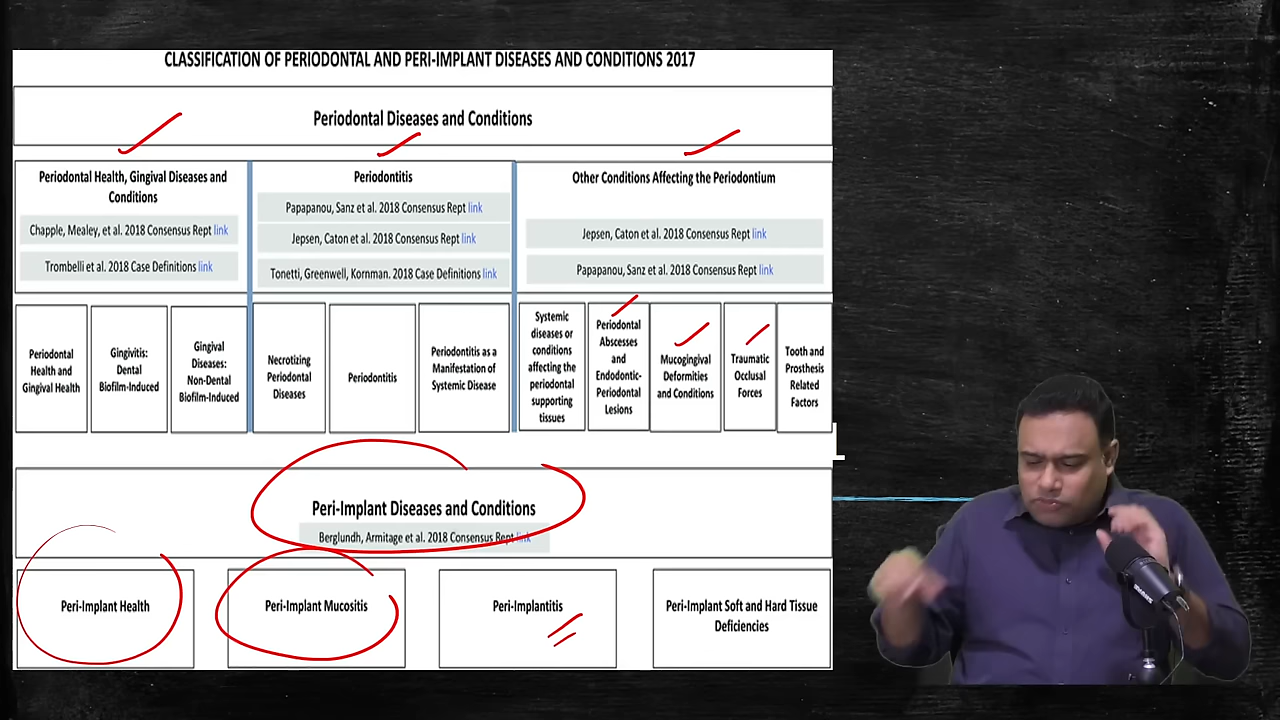 CLASSIFICATION OF PERIODONTAL AND PERI-IMPLANT DISEASES AND CONDITIONS 2017
Periodontal Diseases and Conditions
Periodontal Health, Gingival Diseases and
Conditions
Chapple, Mealey, et al. 2018 Consensus Rept link
Trombelli et al. 2018 Case Definitions link
Periodontitis
Papapanou, Sanz et al. 2018 Consensus Rept link
Jepsen, Caton et al. 2018 Consensus Rept link
Tonetti, Greenwell, Kornman. 2018 Case Definitions link
Other Conditions Affecting the Periodontium
Jepsen, Caton et al. 2018 Consensus Rept link
Papapanou, Sanz et al. 2018 Consensus Rept link
Periodontal
Health and
Gingival Health
Gingivitis:
Dental
Biofilm-Induced
Gingival
Diseases:
Non-Dental
Biofilm-Induced
Necrotizing
Periodontal
Diseases
Periodontitis
Periodontitis as a
Manifestation of
Systemic Disease
Systemic
diseases or
conditions
affecting the
periodontal
supporting
tissues
Periodontal
Abscesses
and
Endodontic-
Periodontal
Lesions
Mucogingival
Deformities
and Conditions
Traumatic
Occlusal
Forces
Tooth and
Prosthesis
Related
Factors
Peri-Implant Diseases and Conditions
Berglundh, Armitage et al. 2018 Consensus Rept link
Peri-Implant Health
Peri-Implant Mucositis
Peri-Implantitis
Peri-Implant Soft and Hard Tissue
Deficiencies